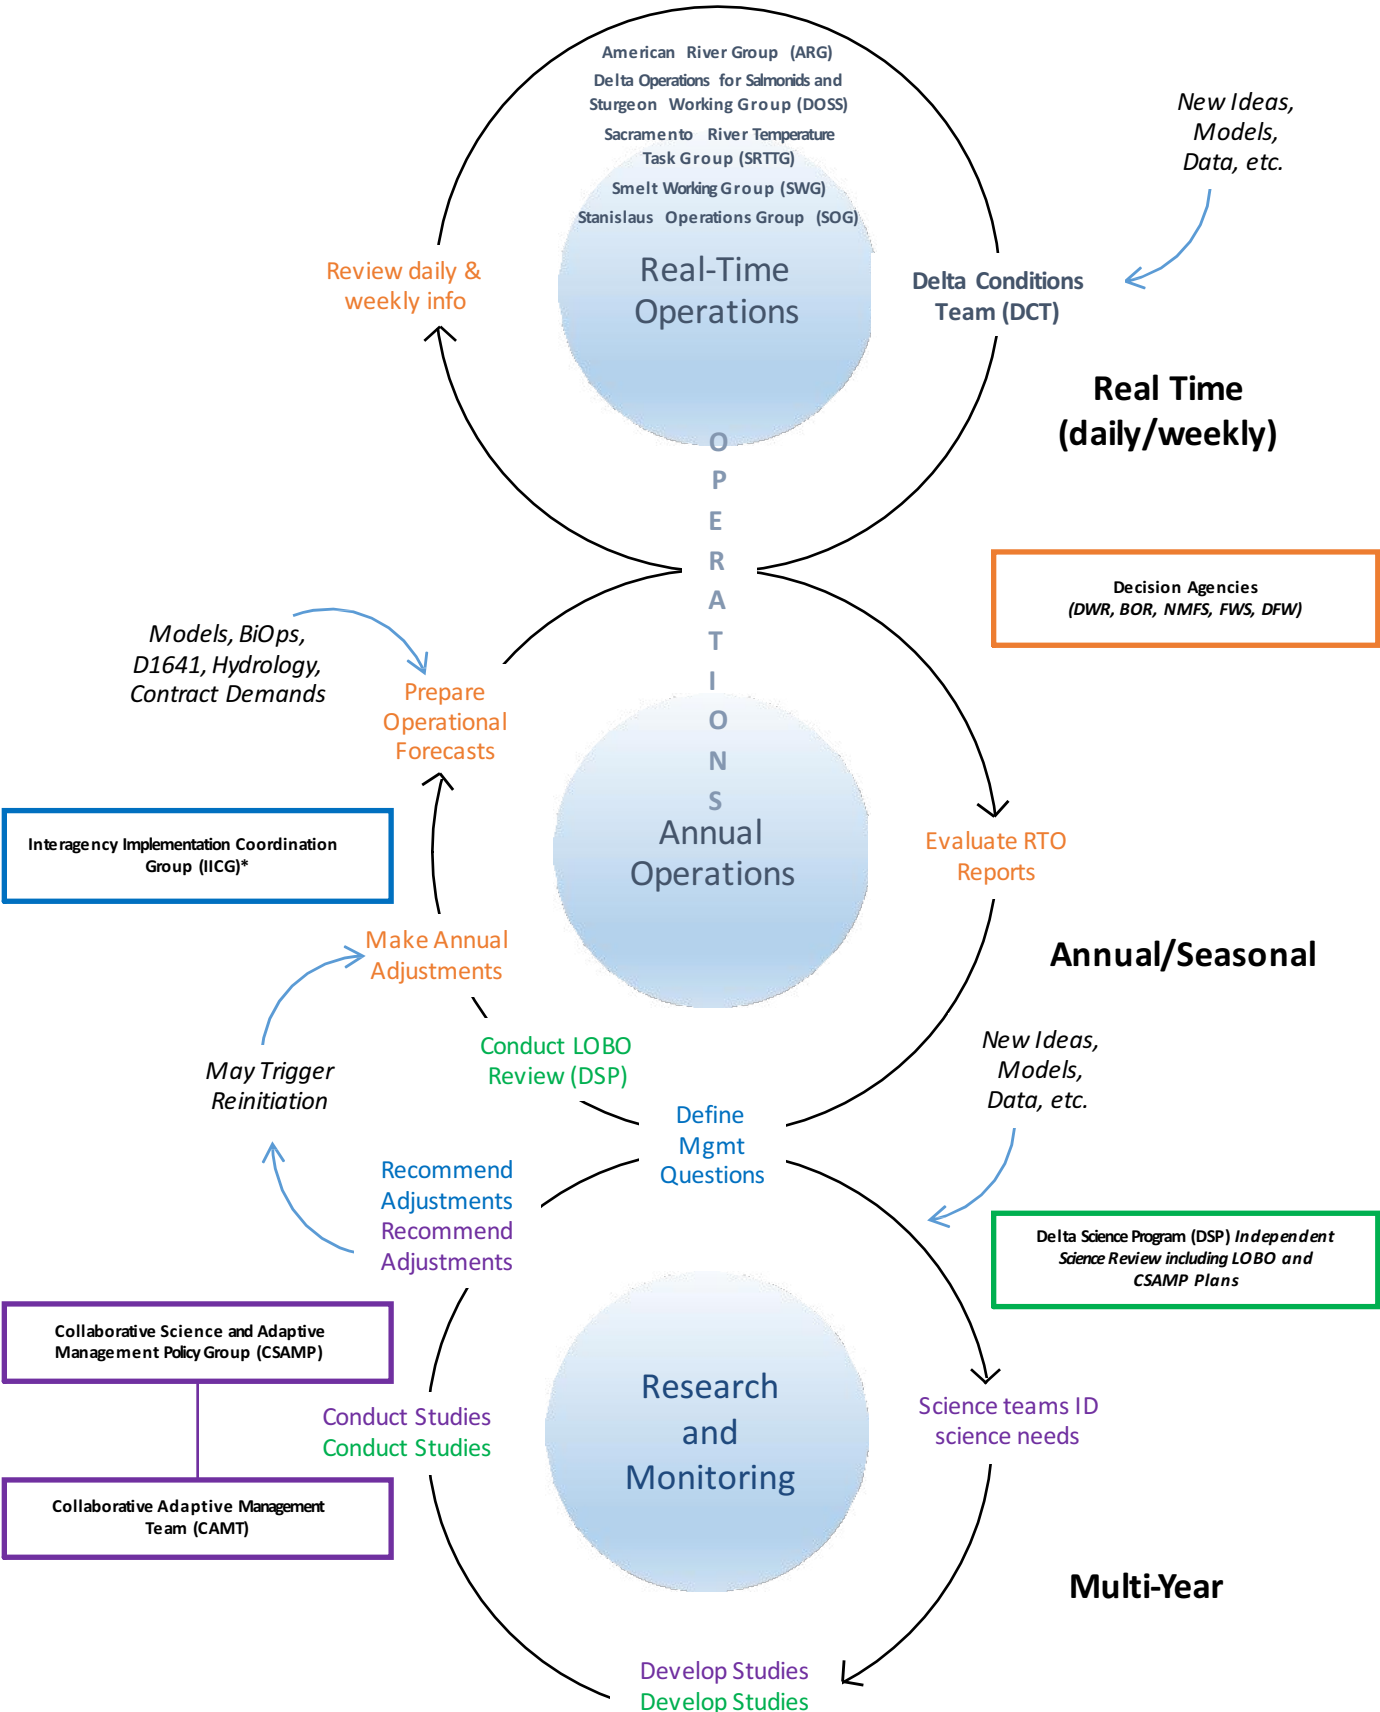 American River Group (ARG)
Delta Operations for Salmonids and
Sturgeon Working Group (DOSS)
Sacramento River Temperature
Task Group (SRTTG)
Smelt Working Group (SWG)
Stanislaus Operations Group (SOG)
Real-Time
Operations
Review daily &
weekly info
Delta Conditions
Team (DCT)
New Ideas,
Models,
Data, etc.
Real Time
(daily/weekly)
O
P
E
R
A
T
I
O
N
S
Decision Agencies
(DWR, BOR, NMFS, FWS, DFW)
Models, BiOps,
D1641, Hydrology,
Contract Demands
Prepare
Operational
Forecasts
Interagency Implementation Coordination
Group (IICG)*
Annual
Operations
Evaluate RTO
Reports
Make Annual
Adjustments
Annual/Seasonal
Conduct LOBO
Review (DSP)
May Trigger
Reinitiation
New Ideas,
Models,
Data, etc.
Define
Mgmt
Questions
Recommend
Adjustments
Recommend
Adjustments
Delta Science Program (DSP) Independent
Science Review including LOBO and
CSAMP Plans
Collaborative Science and Adaptive
Management Policy Group (CSAMP)
Conduct Studies
Conduct Studies
Research
and
Monitoring
Science teams ID
science needs
Collaborative Adaptive Management
Team (CAMT)
Multi-Year
Develop Studies
Develop Studies